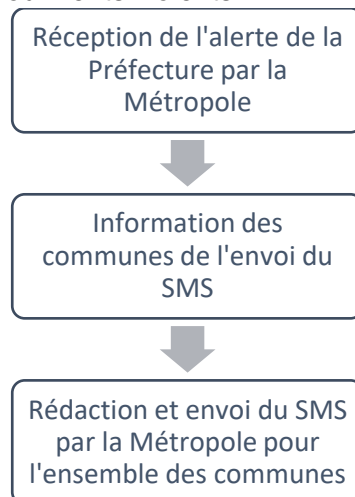 Réception de l'alerte de la
Préfecture par la
Métropole
Information des
communes de l'envoi du
SMS
Rédaction et envoi du SMS
par la Métropole pour
l'ensemble des communes